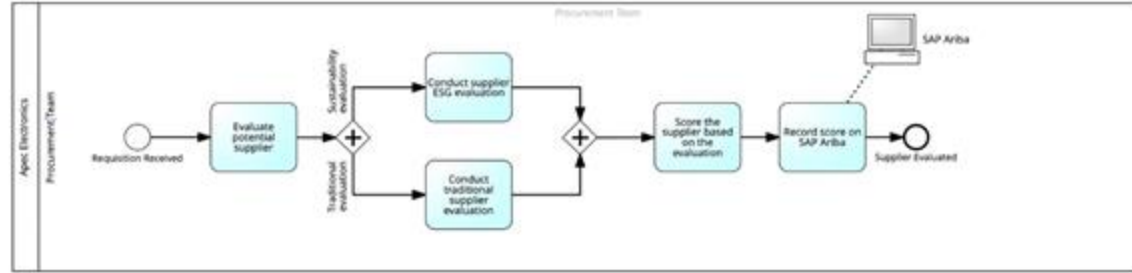 Procurement Team
Apec Electronics
Procurement Team
Requisition Received
Evaluate
potential
supplier
Sustainability
evaluation
Traditional
evaluation
Conduct supplier
ESG evaluation
Conduct
traditional
supplier
evaluation
Score the
supplier based
on the
evaluation
Record score on
SAP Ariba
SAP Ariba
Supplier Evaluated